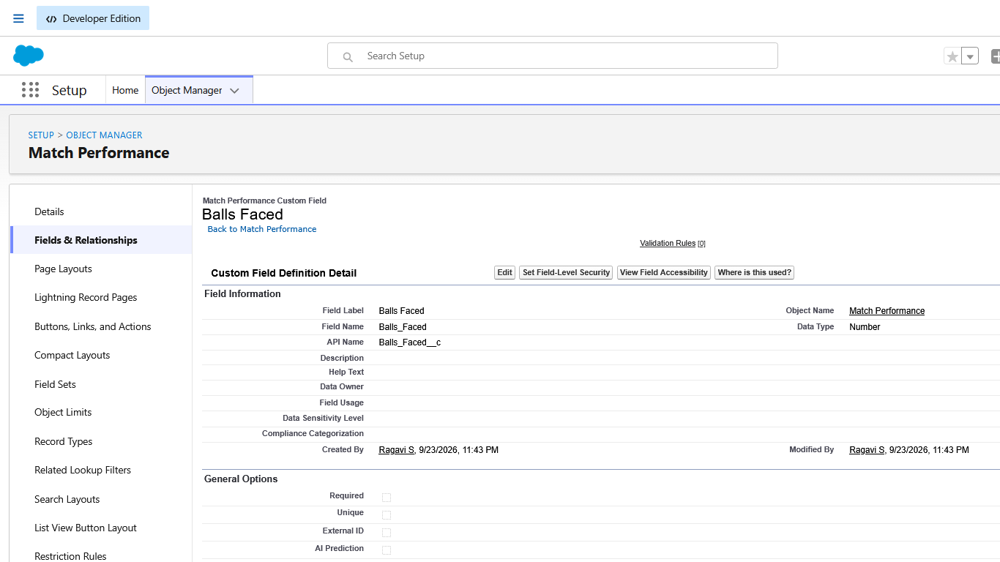 Developer Edition
Search Setup
Setup
Home
Object Manager
SETUP > OBJECT MANAGER
Match Performance
Details
Fields & Relationships
Page Layouts
Lightning Record Pages
Buttons, Links, and Actions
Compact Layouts
Field Sets
Object Limits
Record Types
Related Lookup Filters
Search Layouts
List View Button Layout
Restriction Rules
Match Performance Custom Field
Balls Faced
Back to Match Performance
Validation Rules [0]
Custom Field Definition Detail
Edit
Set Field-Level Security
View Field Accessibility
Where is this used?
Field Information
Field Label Balls Faced
Object Name Match Performance
Field Name Balls_Faced
Data Type Number
API Name Balls_Faced__c
Description
Help Text
Data Owner
Field Usage
Data Sensitivity Level
Compliance Categorization
Created By Ragavi S, 9/23/2026, 11:43 PM
Modified By Ragavi S, 9/23/2026, 11:43 PM
General Options
Required
Unique
External ID
AI Prediction